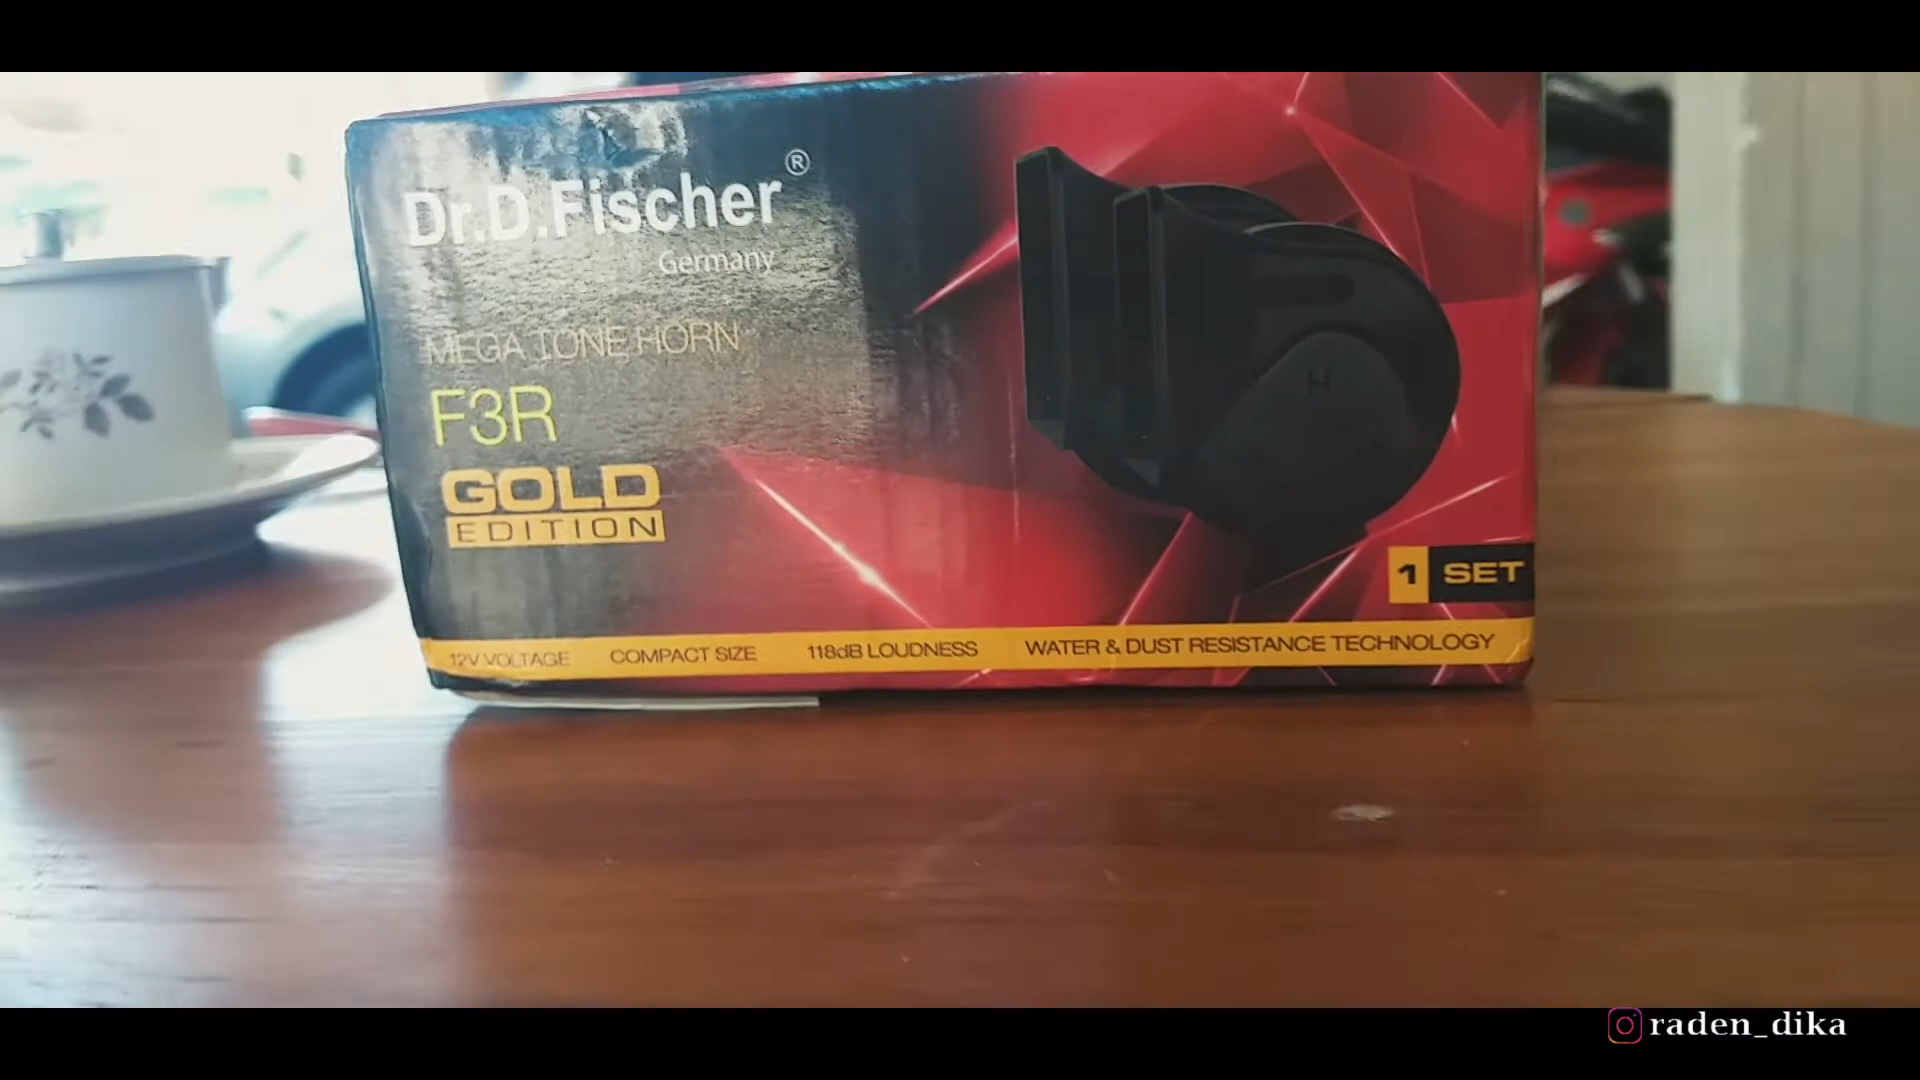 Dr.D.Fischer®
Germany
MEGA TONE HORN
F3R
GOLD
EDITION
H
1 SET
12V VOLTAGE COMPACT SIZE 118dB LOUDNESS WATER & DUST RESISTANCE TECHNOLOGY
raden_dika